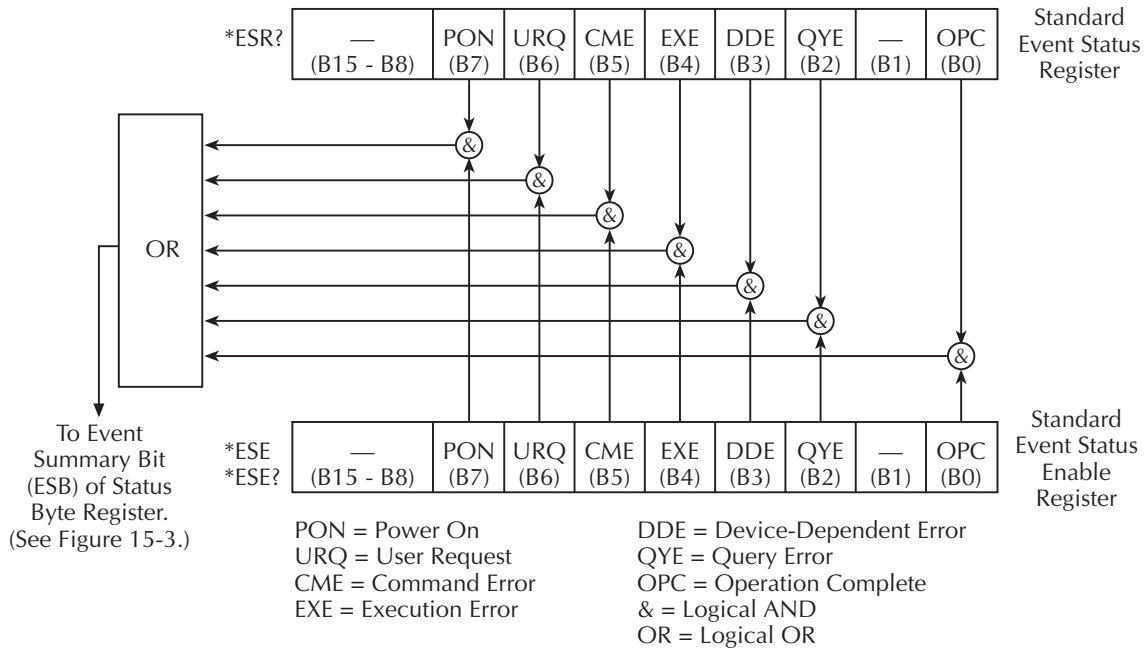 *ESR?
— PON URQ CME EXE DDE QYE — OPC
(B15 - B8) (B7) (B6) (B5) (B4) (B3) (B2) (B1) (B0)
Standard
Event Status
Register
&
&
&
&
&
&
&
OR
To Event
Summary Bit
(ESB) of Status
Byte Register.
(See Figure 15-3.)
*ESE
*ESE?
— PON URQ CME EXE DDE QYE — OPC
(B15 - B8) (B7) (B6) (B5) (B4) (B3) (B2) (B1) (B0)
Standard
Event Status
Enable
Register
PON = Power On
URQ = User Request
CME = Command Error
EXE = Execution Error
DDE = Device-Dependent Error
QYE = Query Error
OPC = Operation Complete
& = Logical AND
OR = Logical OR